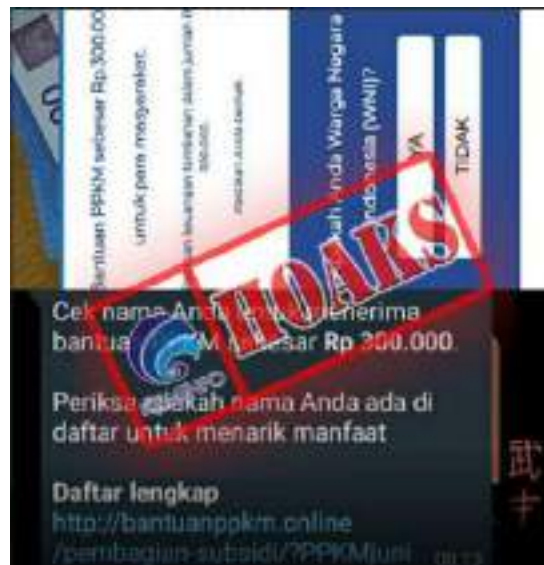 Bantuan PPKM sebesar Rp.300.00
untuk para masyarakat.
Anda Warga Negara
(WNI)?
YA
TIDAK
HOAKS
Cek nama Anda menerima
Rp 300.000.
Periksa apakah nama Anda ada di
daftar untuk menarik manfaat
Daftar lengkap
http://bantuanppkm.online
/pembagian-subsidi/?PPKMjuni